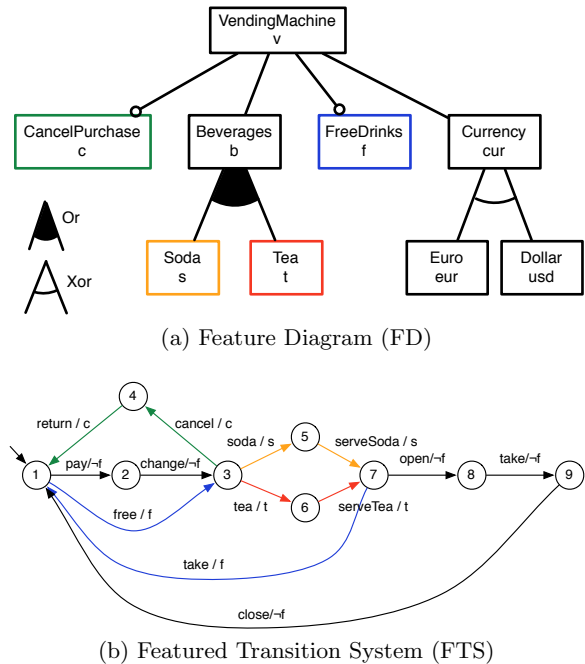 VendingMachine
v
CancelPurchase
c
Beverages
b
FreeDrinks
f
Currency
cur
Or
Xor
Soda
s
Tea
t
Euro
eur
Dollar
usd
(a) Feature Diagram (FD)
4
return / c
cancel / c
soda / s
5
serveSoda / s
1
pay/¬f
2
change/¬f
3
7
open/¬f
8
take/¬f
9
free / f
tea / t
6
serveTea / t
take / f
close/¬f
(b) Featured Transition System (FTS)